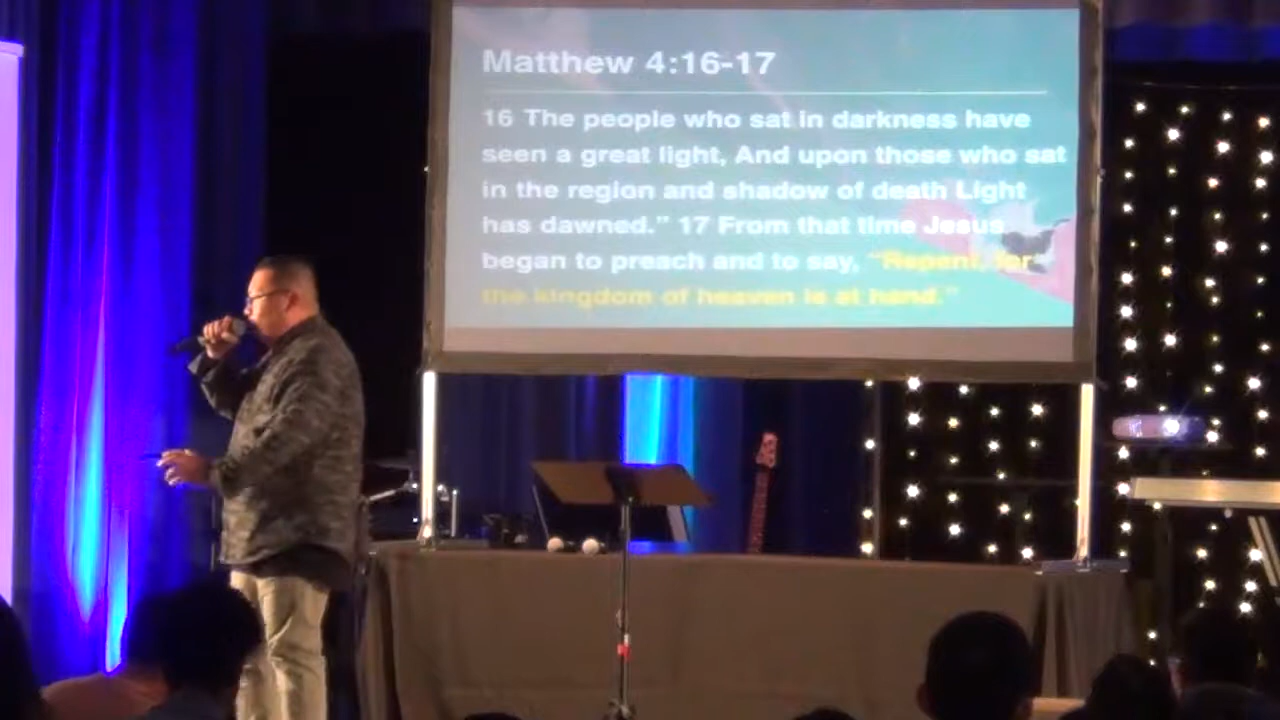 Matthew 4:16-17
16 The people who sat in darkness have
seen a great light, And upon those who sat
in the region and shadow of death Light
has dawned.” 17 From that time Jesus
began to preach and to say, “Repent, for
the kingdom of heaven is at hand.”